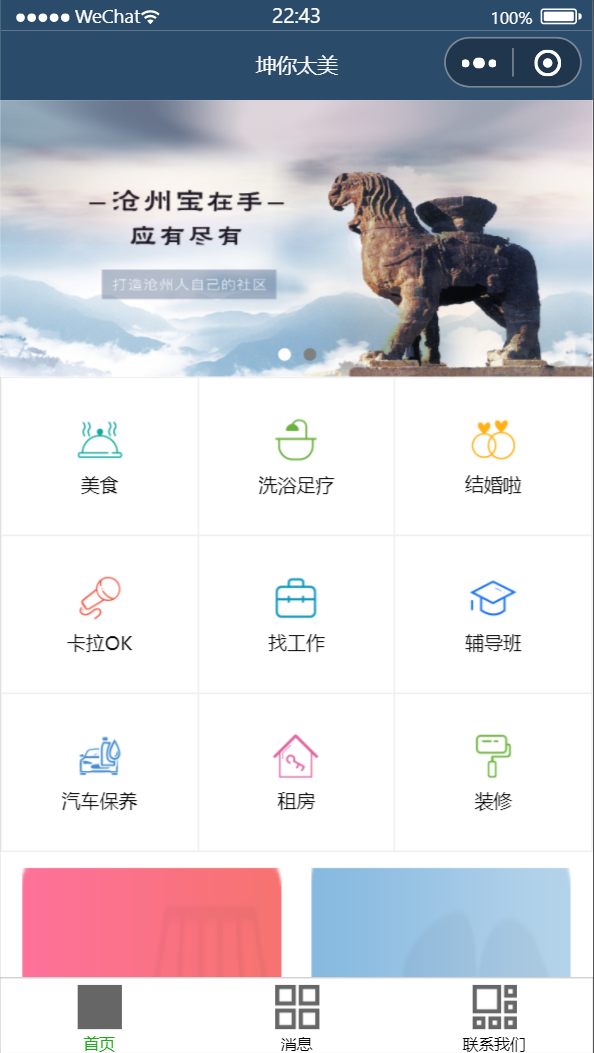 WeChat 22:43 100%
坤你太美
沧州宝在手
应有尽有
打造沧州人自己的社区
美食 洗浴足疗 结婚啦
卡拉OK 找工作 辅导班
汽车保养 租房 装修
首页 消息 联系我们